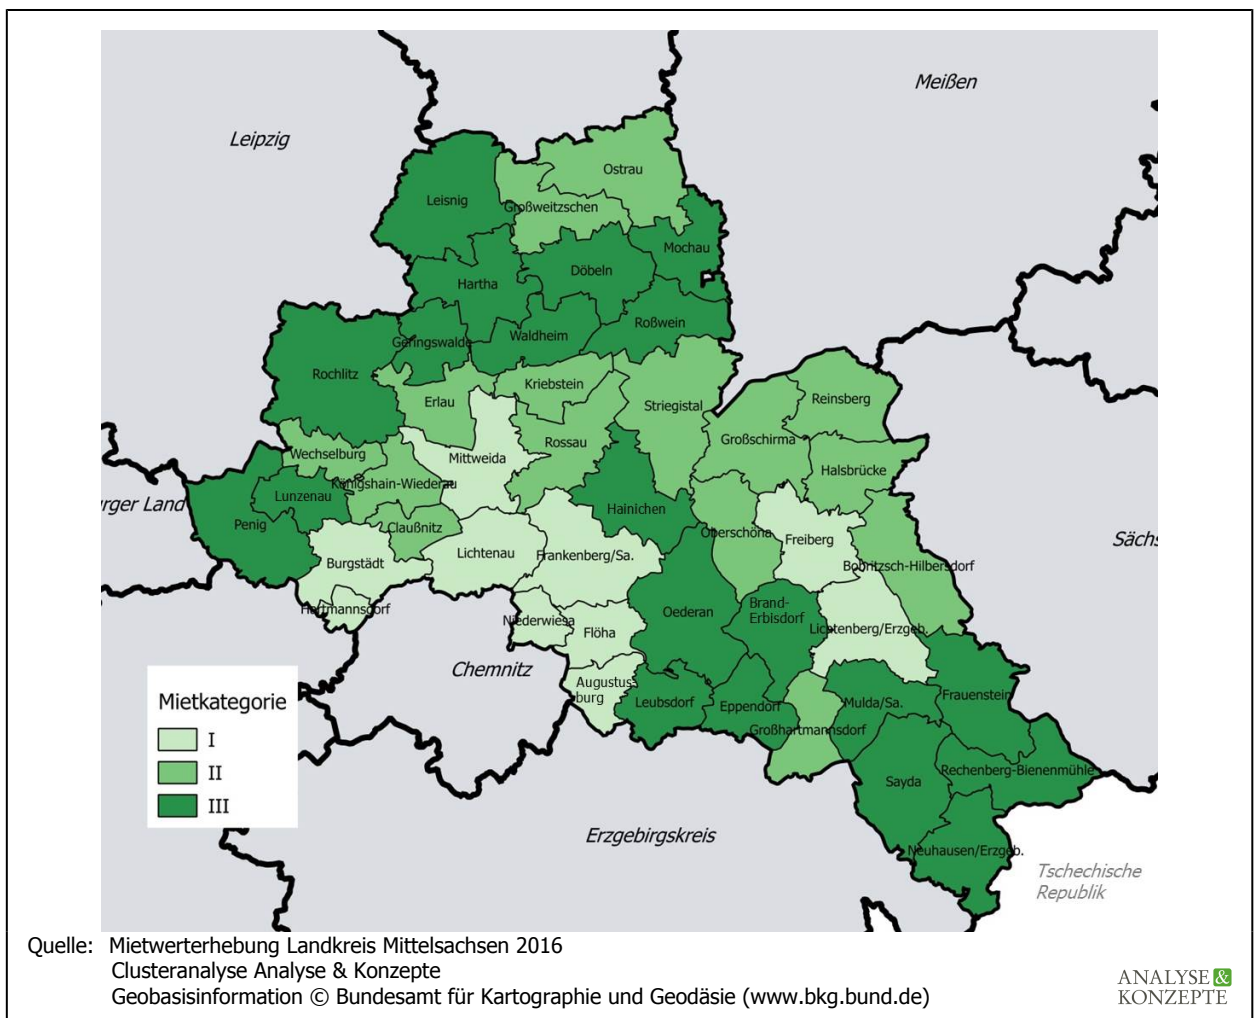 Meißen
Leipzig
Ostrau
Leisnig
Großweitzschen
Mochau
Döbeln
Hartha
Roßwein
Waldheim
Geringswalde
Rochlitz
Kriebstein
Erlau
Reinsberg
Striegistal
Großschirma
Rossau
Wechselburg
Mittweida
Halsbrücke
Königshain-Wiederau
Lunzenau
rger Land
Hainichen
Penig
Claußnitz
Oberschöna
Freiberg
Sächs
Lichtenau
Frankenberg/Sa.
Burgstädt
Bobritzsch-Hilbersdorf
Hartmannsdorf
Oederan
Brand-
Erbisdorf
Niederwiesa
Flöha
Lichtenberg/Erzgeb.
Chemnitz
Augustus-
burg
Leubsdorf
Eppendorf
Mulda/Sa.
Frauenstein
Großhartmannsdorf
Mietkategorie
I
II
III
Sayda
Rechenberg-Bienenmühle
Erzgebirgskreis
Neuhausen/Erzgeb.
Tschechische
Republik
Quelle: Mietwerterhebung Landkreis Mittelsachsen 2016
Clusteranalyse Analyse & Konzepte
Geobasisinformation © Bundesamt für Kartographie und Geodäsie (www.bkg.bund.de)
ANALYSE &
KONZEPTE